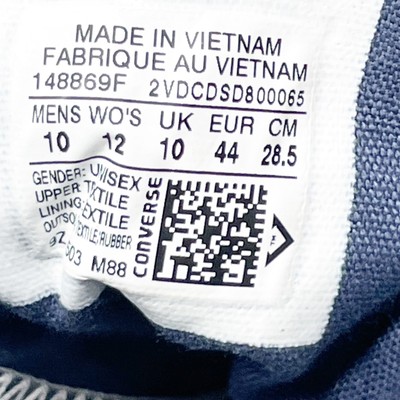 MADE IN VIETNAM
FABRIQUE AU VIETNAM
148869F 2VDCDSD800065
MENS WO'S UK EUR CM
10 12 10 44 28.5
GENDER: UNISEX
UPPER: TEXTILE
LINING: TEXTILE
OUTSO TEXTILE/RUBBER
M88
CONVERSE